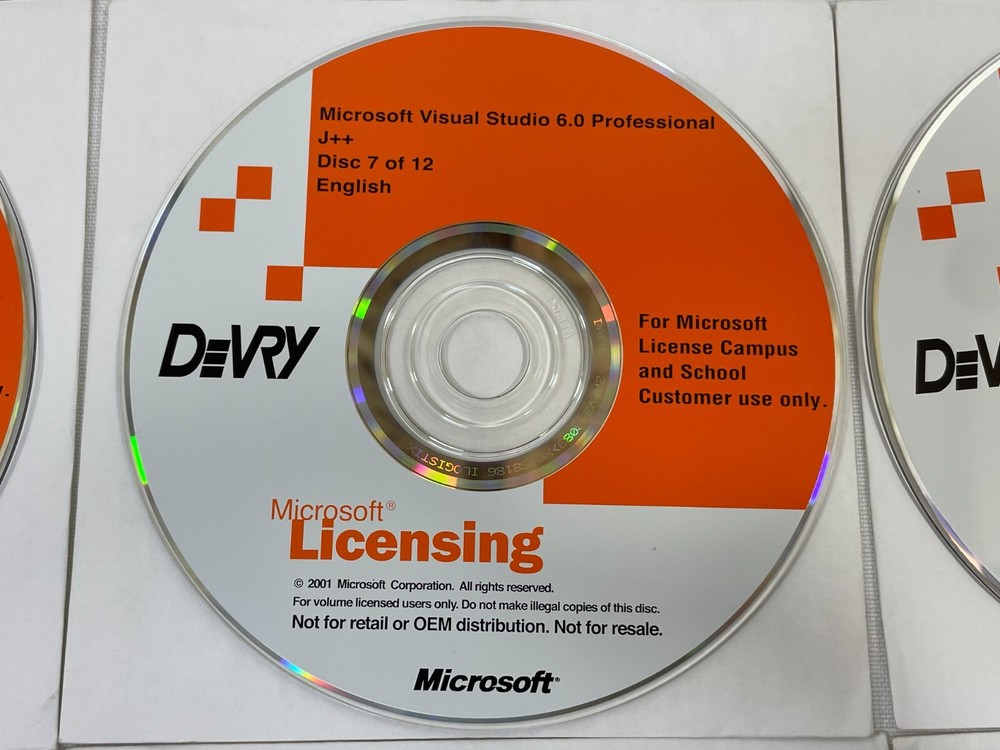 Microsoft Visual Studio 6.0 Professional
J++
Disc 7 of 12
English
DeVRY
For Microsoft
License Campus
and School
Customer use only.
Microsoft®
Licensing
© 2001 Microsoft Corporation. All rights reserved.
For volume licensed users only. Do not make illegal copies of this disc.
Not for retail or OEM distribution. Not for resale.
Microsoft®